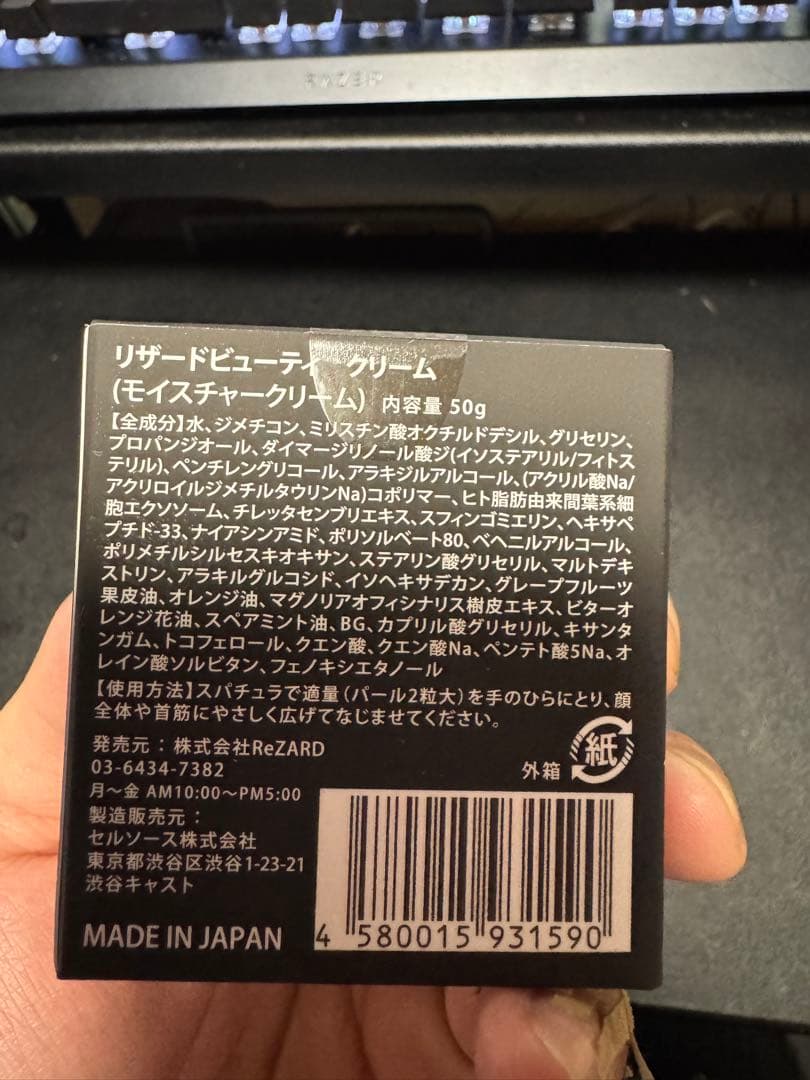 RAZER
リザードビューティ クリーム
(モイスチャークリーム) 内容量 50g
【全成分】水、ジメチコン、ミリスチン酸オクチルドデシル、グリセリン、
プロパンジオール、ダイマージリノール酸ジ(イソステアリル/フィトス
テリル)、ペンチレングリコール、アラキジルアルコール、(アクリル酸Na/
アクリロイルジメチルタウリンNa)コポリマー、ヒト脂肪由来間葉系細
胞エクソソーム、チレッタセンブリエキス、スフィンゴミエリン、ヘキサペ
プチド-33、ナイアシンアミド、ポリソルベート80、ベヘニルアルコール、
ポリメチルシルセスキオキサン、ステアリン酸グリセリル、マルトデキ
ストリン、アラキルグルコシド、イソヘキサデカン、グレープフルーツ
果皮油、オレンジ油、マグノリアオフィシナリス樹皮エキス、ビターオ
レンジ花油、スペアミント油、BG、カプリル酸グリセリル、キサンタ
ンガム、トコフェロール、クエン酸、クエン酸Na、ペンテト酸5Na、オ
レイン酸ソルビタン、フェノキシエタノール
【使用方法】スパチュラで適量(パール2粒大)を手のひらにとり、顔
全体や首筋にやさしく広げてなじませてください。
発売元：株式会社ReZARD
03-6434-7382
月～金 AM10:00～PM5:00
製造販売元：
セルソース株式会社
東京都渋谷区渋谷1-23-21
渋谷キャスト
MADE IN JAPAN
外箱 紙
4 580015 931590